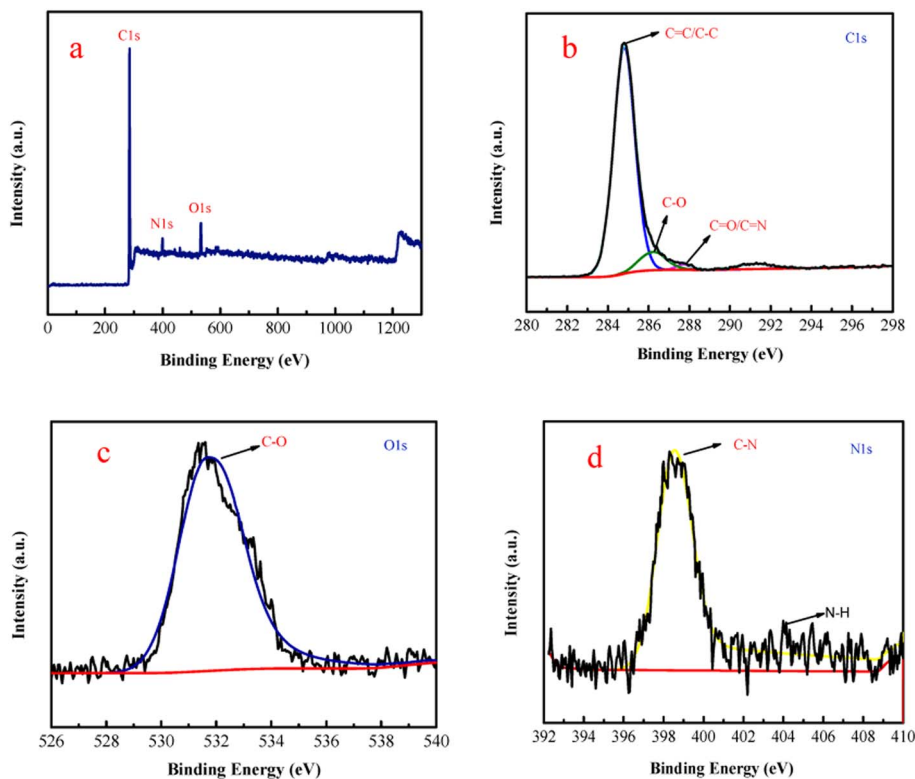 a
C1s
N1s
O1s
Intensity (a.u.)
0 200 400 600 800 1000 1200
Binding Energy (eV)
b
C=C/C-C
C1s
C-O
C=O/C=N
Intensity (a.u.)
280 282 284 286 288 290 292 294 296 298
Binding Energy (eV)
c
C-O
O1s
Intensity (a.u.)
526 528 530 532 534 536 538 540
Binding Energy (eV)
d
C-N
N1s
N-H
Intensity (a.u.)
392 394 396 398 400 402 404 406 408 410
Binding Energy (eV)